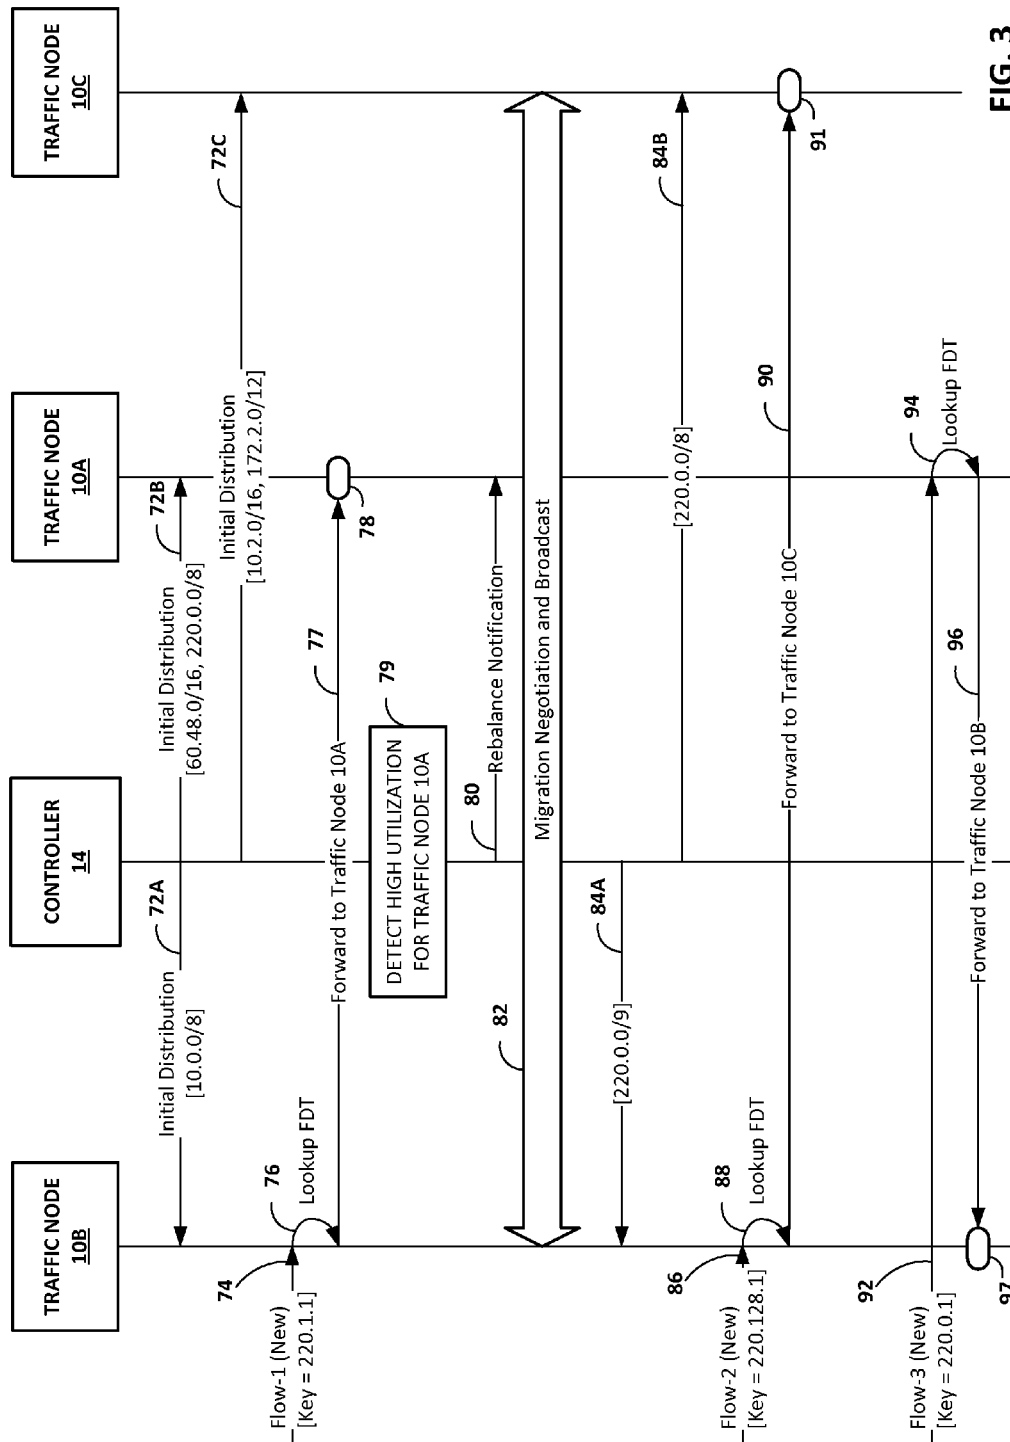 TRAFFIC NODE
10B
CONTROLLER
14
TRAFFIC NODE
10A
TRAFFIC NODE
10C
Initial Distribution
[10.0.0/8]
72A
Initial Distribution
[60.48.0/16, 220.0.0/8]
72B
Initial Distribution
[10.2.0/16, 172.2.0/12]
72C
Flow-1 (New)
[Key = 220.1.1]
74
76
Lookup FDT
Forward to Traffic Node 10A
77
78
DETECT HIGH UTILIZATION
FOR TRAFFIC NODE 10A
79
80
Rebalance Notification
82
Migration Negotiation and Broadcast
84A
[220.0.0/9]
[220.0.0/8]
84B
Flow-2 (New)
[Key = 220.128.1]
86
88
Lookup FDT
Forward to Traffic Node 10C
90
91
Flow-3 (New)
[Key = 220.0.1]
92
94
Lookup FDT
Forward to Traffic Node 10B
96
97
FIG. 3